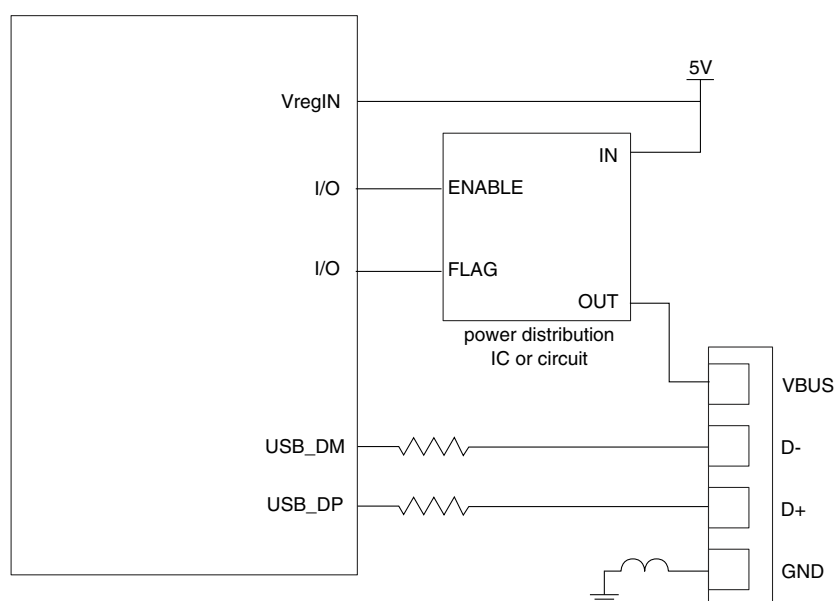 5V
VregIN
IN
I/O
ENABLE
I/O
FLAG
OUT
power distribution
IC or circuit
VBUS
USB_DM
D-
USB_DP
D+
GND